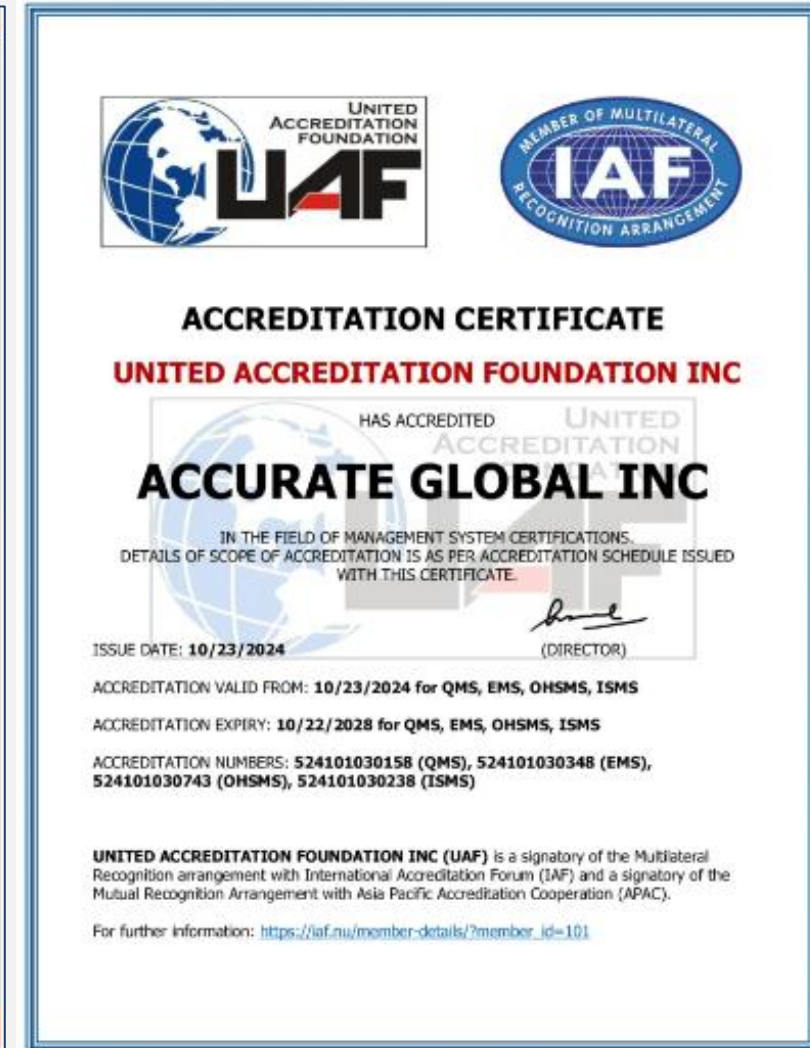 UNITED
ACCREDITATION
FOUNDATION
UAF
MEMBER OF MULTILATERAL
IAF
RECOGNITION ARRANGEMENT
ACCREDITATION CERTIFICATE
UNITED ACCREDITATION FOUNDATION INC
HAS ACCREDITED
ACCURATE GLOBAL INC
IN THE FIELD OF MANAGEMENT SYSTEM CERTIFICATIONS.
DETAILS OF SCOPE OF ACCREDITATION IS AS PER ACCREDITATION SCHEDULE ISSUED
WITH THIS CERTIFICATE.
ISSUE DATE: 10/23/2024
(DIRECTOR)
ACCREDITATION VALID FROM: 10/23/2024 for QMS, EMS, OHSMS, ISMS
ACCREDITATION EXPIRY: 10/22/2028 for QMS, EMS, OHSMS, ISMS
ACCREDITATION NUMBERS: 524101030158 (QMS), 524101030348 (EMS),
524101030743 (OHSMS), 524101030238 (ISMS)
UNITED ACCREDITATION FOUNDATION INC (UAF) is a signatory of the Multilateral
Recognition arrangement with International Accreditation Forum (IAF) and a signatory of the
Mutual Recognition Arrangement with Asia Pacific Accreditation Cooperation (APAC).
For further information: https://iaf.nu/member-details/?member_id=101